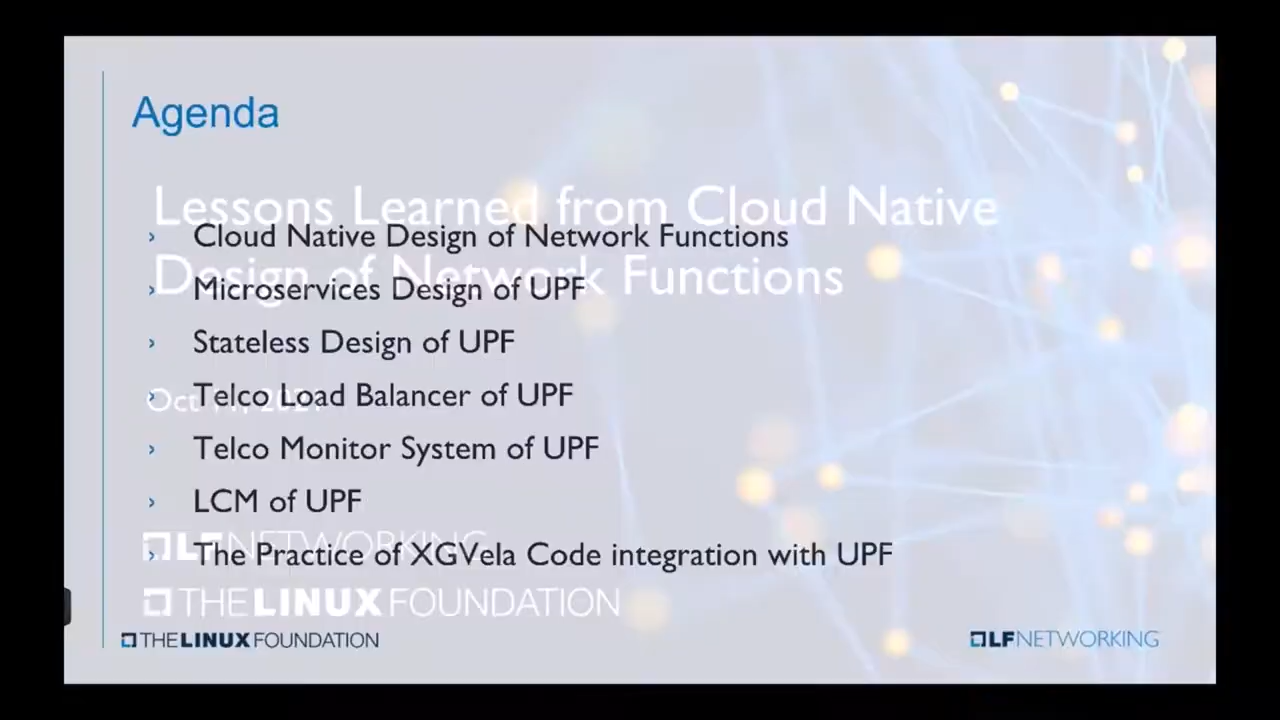 Agenda
Lessons Learned from Cloud Native
› Cloud Native Design of Network Functions
Design of Network Functions
› Microservices Design of UPF
› Stateless Design of UPF
› Telco Load Balancer of UPF
Oct
› Telco Monitor System of UPF
› LCM of UPF
LFNETWORKING
› The Practice of XGVela Code integration with UPF
THE LINUX FOUNDATION
THE LINUX FOUNDATION
LFNETWORKING